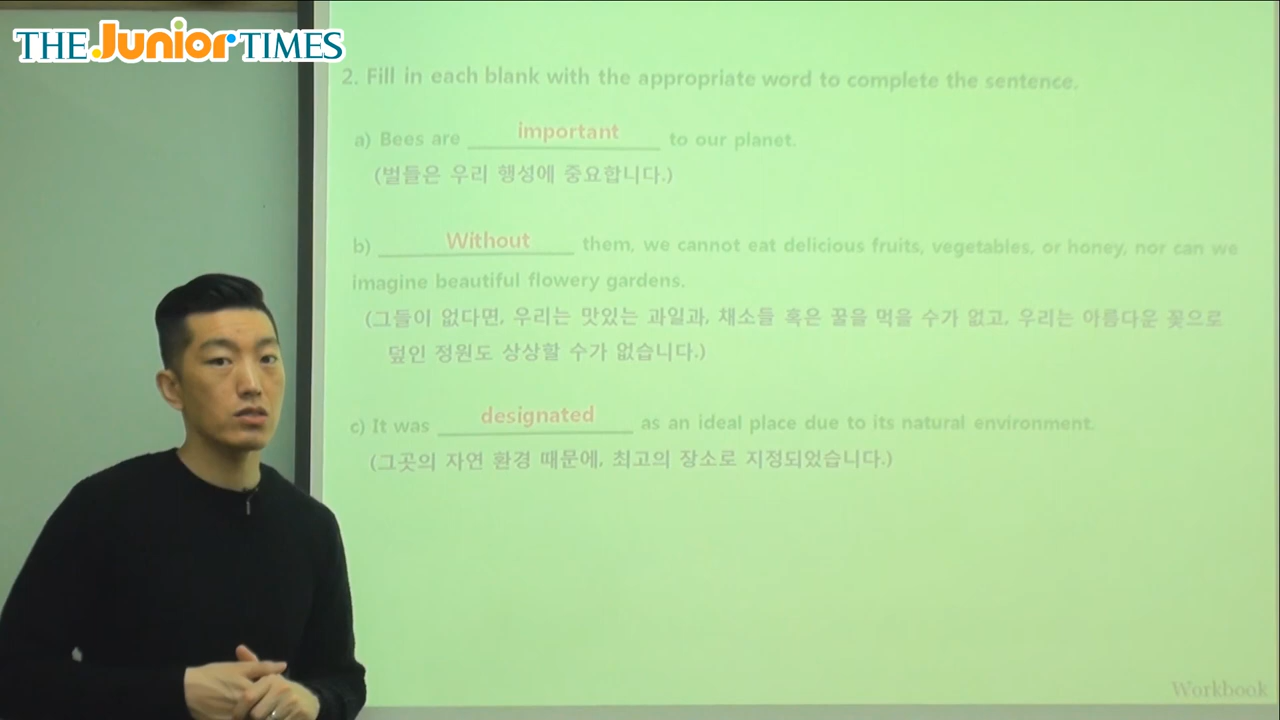 THE Junior TIMES
2. Fill in each blank with the appropriate word to complete the sentence.
a) Bees are important to our planet.
(벌들은 우리 행성에 중요합니다.)
b) Without them, we cannot eat delicious fruits, vegetables, or honey, nor can we
imagine beautiful flowery gardens.
(그들이 없다면, 우리는 맛있는 과일과, 채소들 혹은 꿀을 먹을 수가 없고, 우리는 아름다운 꽃으로
덮인 정원도 상상할 수가 없습니다.)
c) It was designated as an ideal place due to its natural environment.
(그곳의 자연 환경 때문에, 최고의 장소로 지정되었습니다.)
Workbook